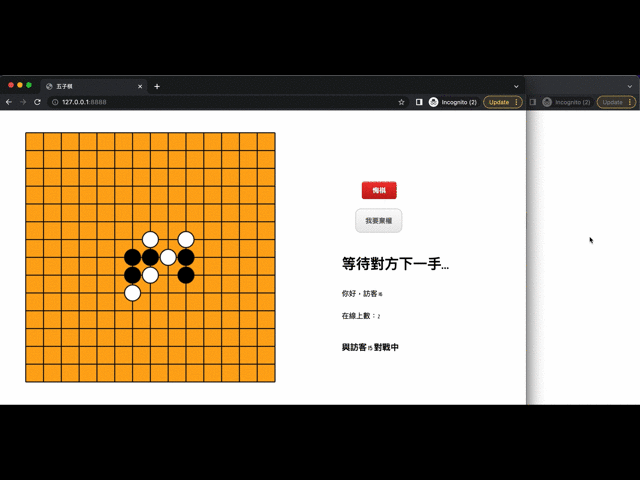 五子棋
127.0.0.1:8888
Incognito (2)
Update
Incognito (2)
Update
悔棋
我要棄權
等待對方下一手...
你好，訪客16
在線上數：2
與訪客15對戰中